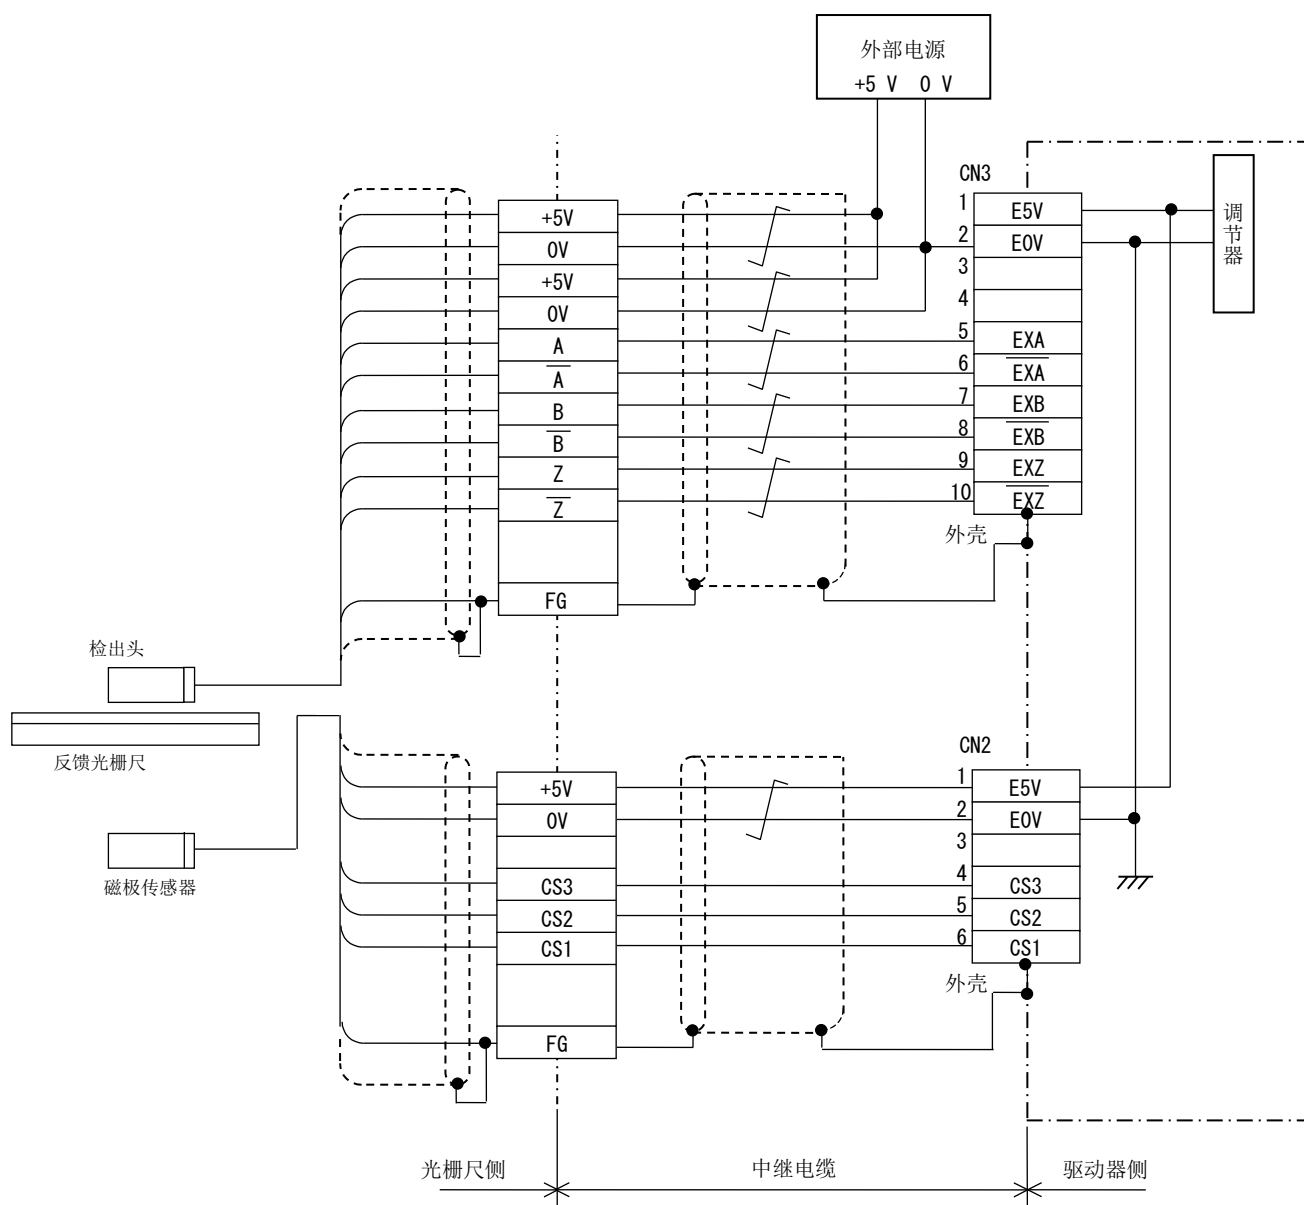 外部电源
+5 V 0 V
CN3
调节器
+5V
0V
+5V
0V
A
A̅
B
B̅
Z
Z̅
FG
1 E5V
2 E0V
3
4
5 EXA
6 E̅X̅A̅
7 EXB
8 E̅X̅B̅
9 EXZ
10 E̅X̅Z̅
外壳
检出头
反馈光栅尺
磁极传感器
CN2
+5V
0V
CS3
CS2
CS1
FG
1 E5V
2 E0V
3
4 CS3
5 CS2
6 CS1
外壳
光栅尺侧 中继电缆 驱动器侧